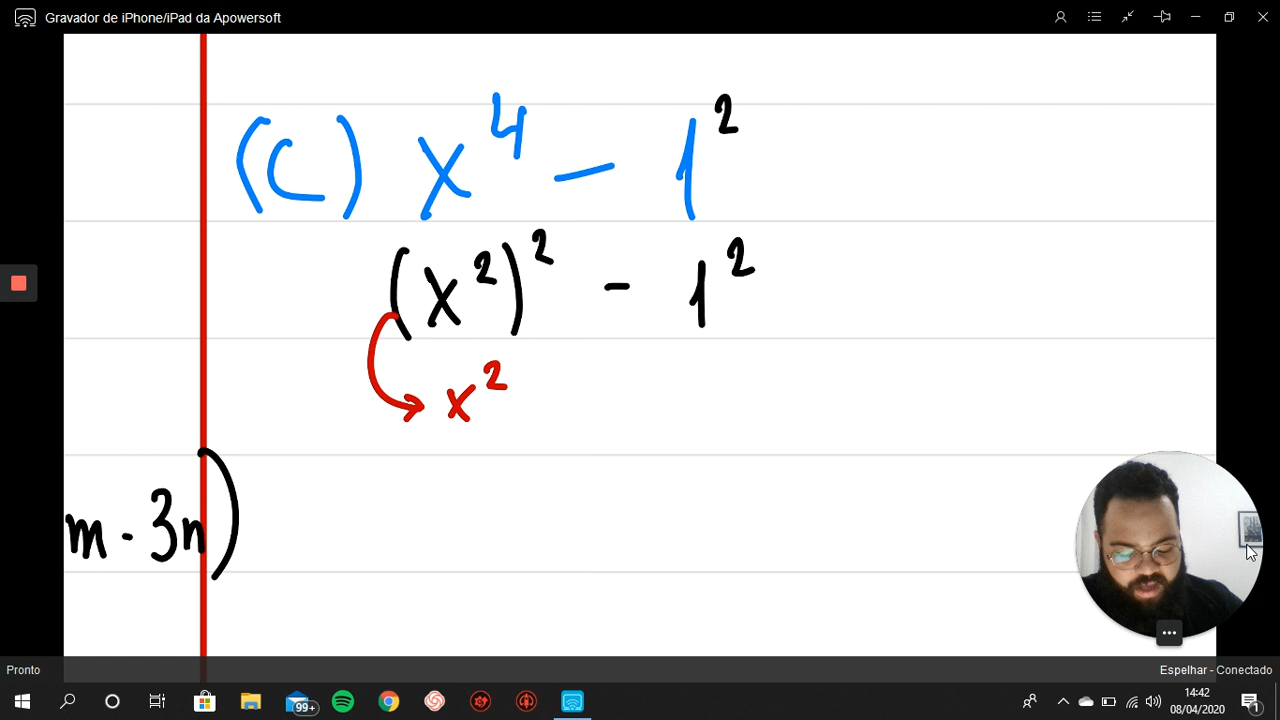 Gravador de iPhone/iPad da Apowersoft
(C) x⁴ - 1²
(x²)² - 1²
x²
m - 3n)
...
Pronto
Espelhar - Conectado
99+
14:42
08/04/2020
1